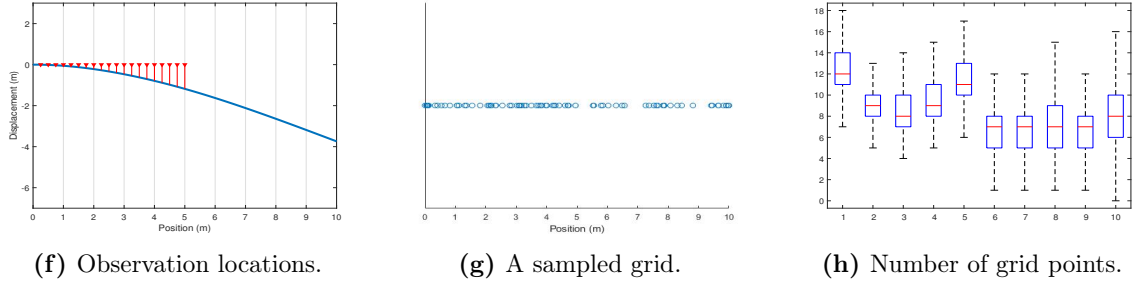 2
0
-2
-4
-6
Displacement (m)
0 1 2 3 4 5 6 7 8 9 10
Position (m)
(f) Observation locations.
0 1 2 3 4 5 6 7 8 9 10
Position (m)
(g) A sampled grid.
18
16
14
12
10
8
6
4
2
0
1 2 3 4 5 6 7 8 9 10
(h) Number of grid points.